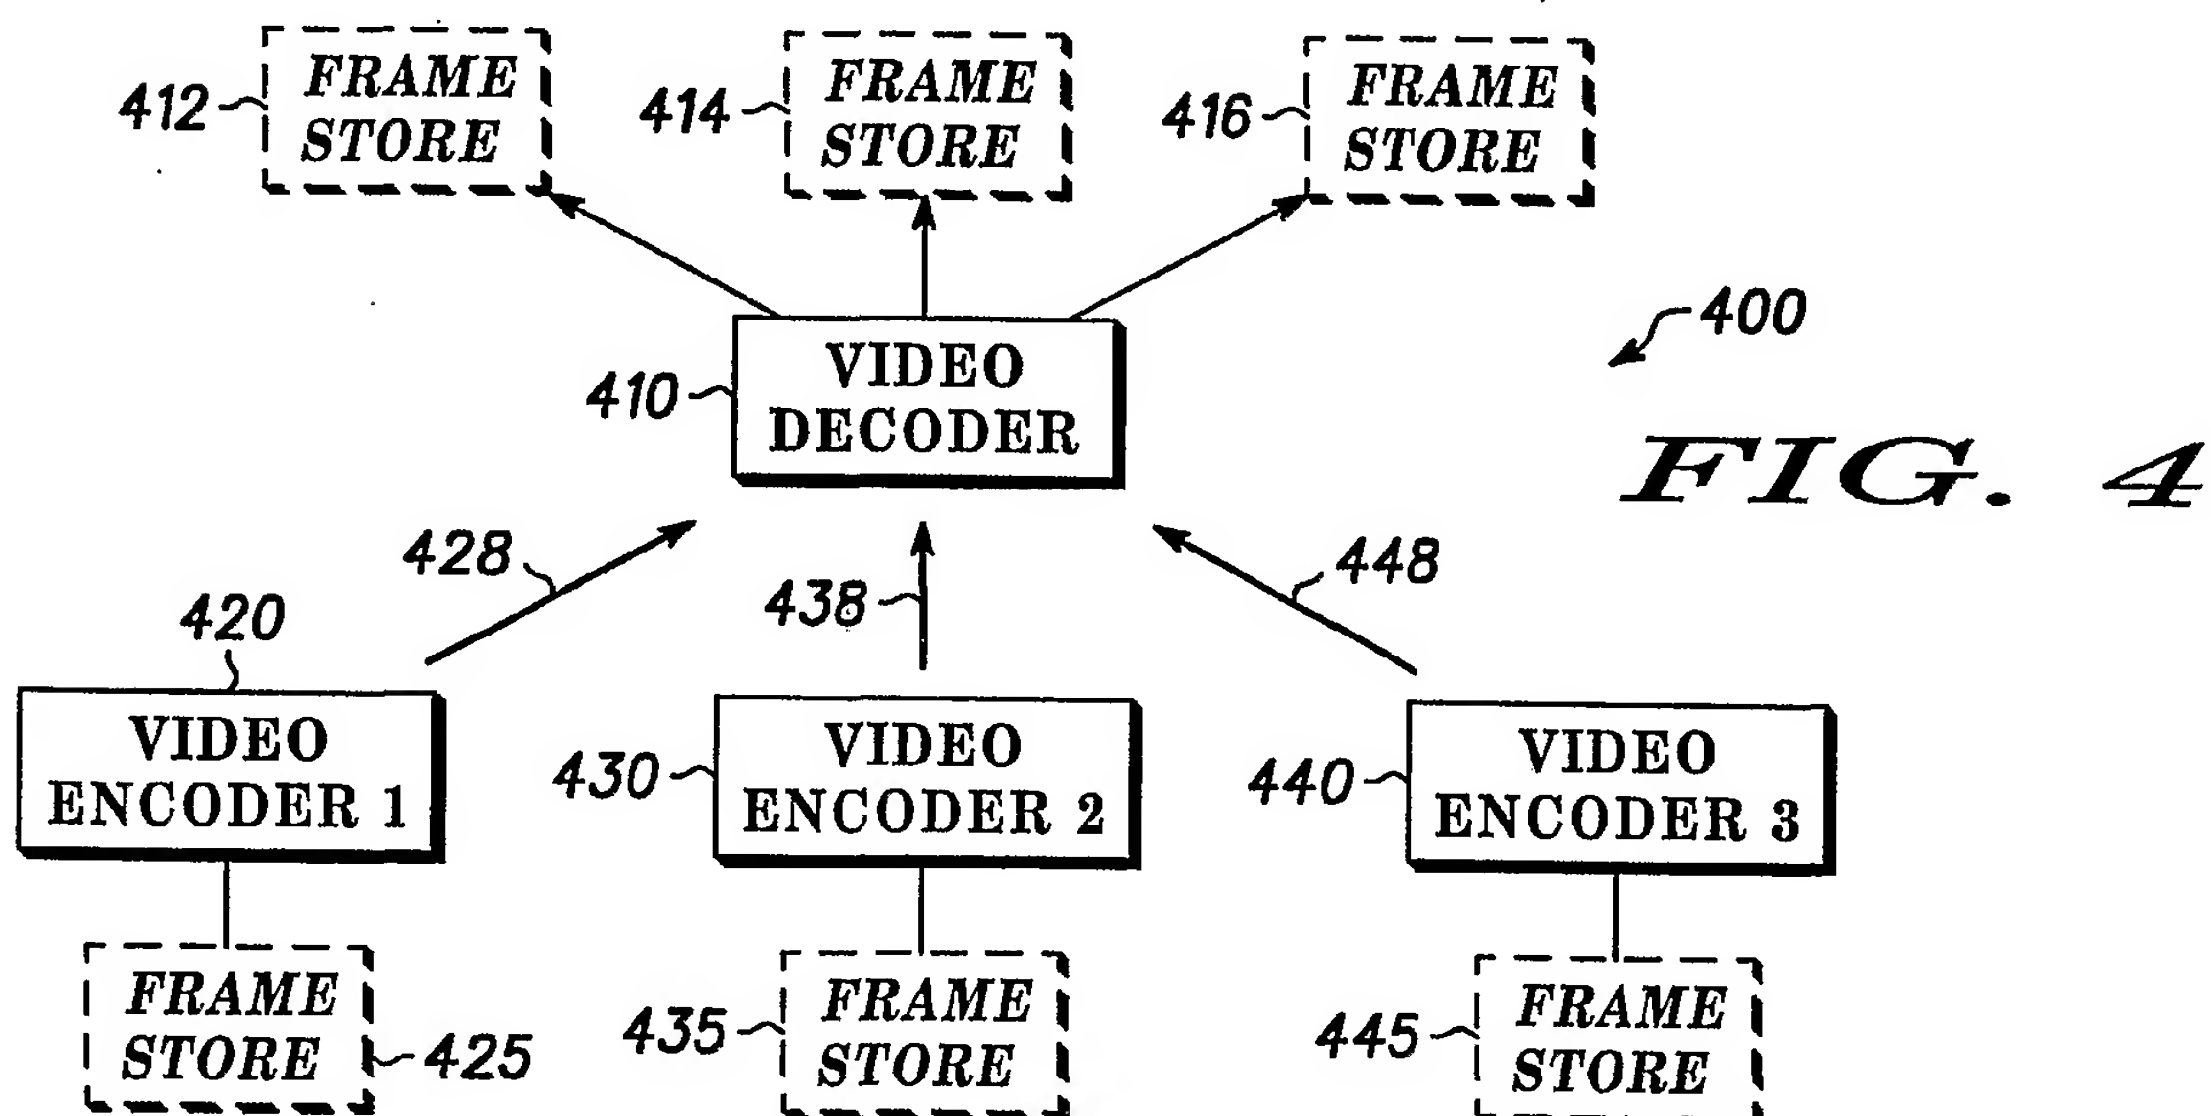 412
FRAME
STORE
414
FRAME
STORE
416
FRAME
STORE
400
410
VIDEO
DECODER
FIG. 4
428
438
448
420
VIDEO
ENCODER 1
430
VIDEO
ENCODER 2
440
VIDEO
ENCODER 3
FRAME
STORE
425
435
FRAME
STORE
445
FRAME
STORE